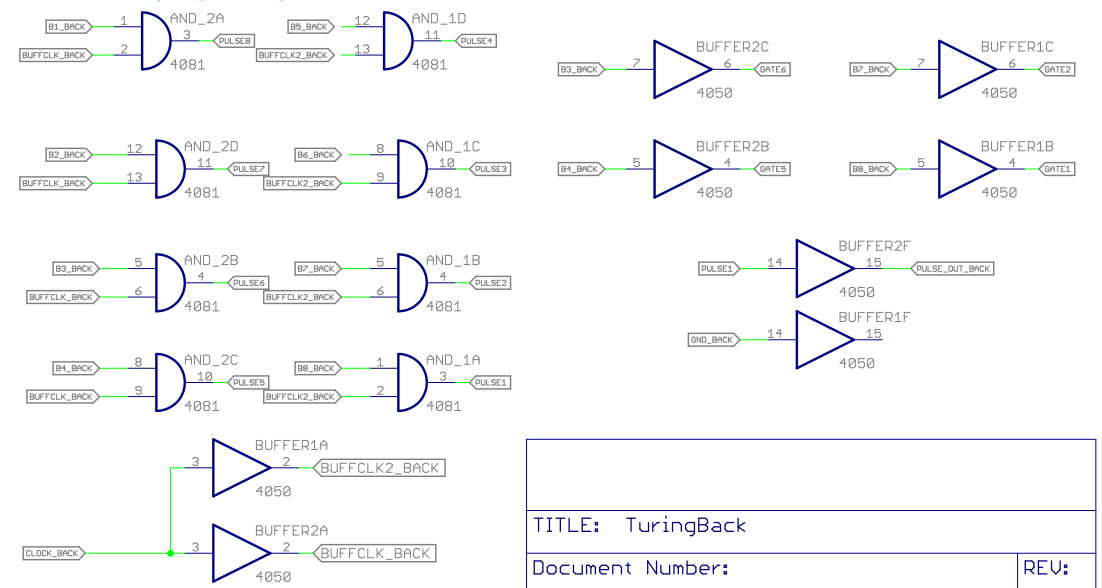 AND_2A
B1_BACK 1
3 PULSE8
BUFFCLK_BACK 2
4081
AND_1D
B5_BACK 12
11 PULSE4
BUFFCLK2_BACK 13
4081
BUFFER2C
B3_BACK 7 6 GATE6
4050
BUFFER1C
B7_BACK 7 6 GATE2
4050
AND_2D
B2_BACK 12
11 PULSE7
BUFFCLK_BACK 13
4081
AND_1C
B6_BACK 8
10 PULSE3
BUFFCLK2_BACK 9
4081
BUFFER2B
B4_BACK 5 4 GATE5
4050
BUFFER1B
B8_BACK 5 4 GATE1
4050
AND_2B
B3_BACK 5
4 PULSE6
BUFFCLK_BACK 6
4081
AND_1B
B7_BACK 5
4 PULSE2
BUFFCLK2_BACK 6
4081
BUFFER2F
PULSE1 14 15 PULSE_OUT_BACK
4050
BUFFER1F
GND_BACK 14 15
4050
AND_2C
B4_BACK 8
10 PULSE5
BUFFCLK_BACK 9
4081
AND_1A
B8_BACK 1
3 PULSE1
BUFFCLK2_BACK 2
4081
BUFFER1A
3 2 BUFFCLK2_BACK
4050
BUFFER2A
CLOCK_BACK 3 2 BUFFCLK_BACK
4050
TITLE: TuringBack
Document Number:
REV: